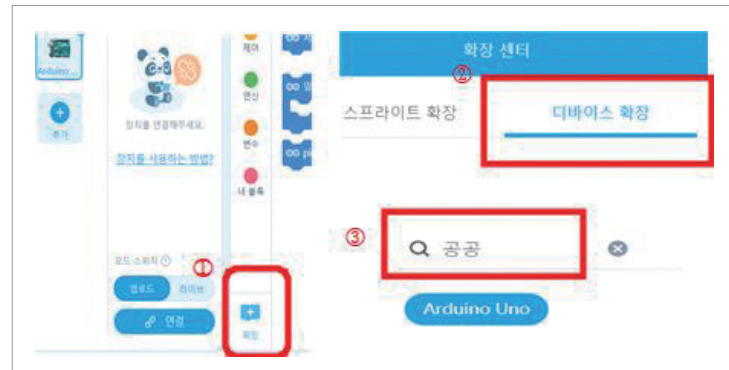 Arduino...
추가
장치를 연결해주세요.
장치를 사용하는 방법?
모드 스위치
업로드
라이브
연결
제어
연산
변수
내 블록
①
확장
확장 센터
②
스프라이트 확장
디바이스 확장
③
공공
Arduino Uno